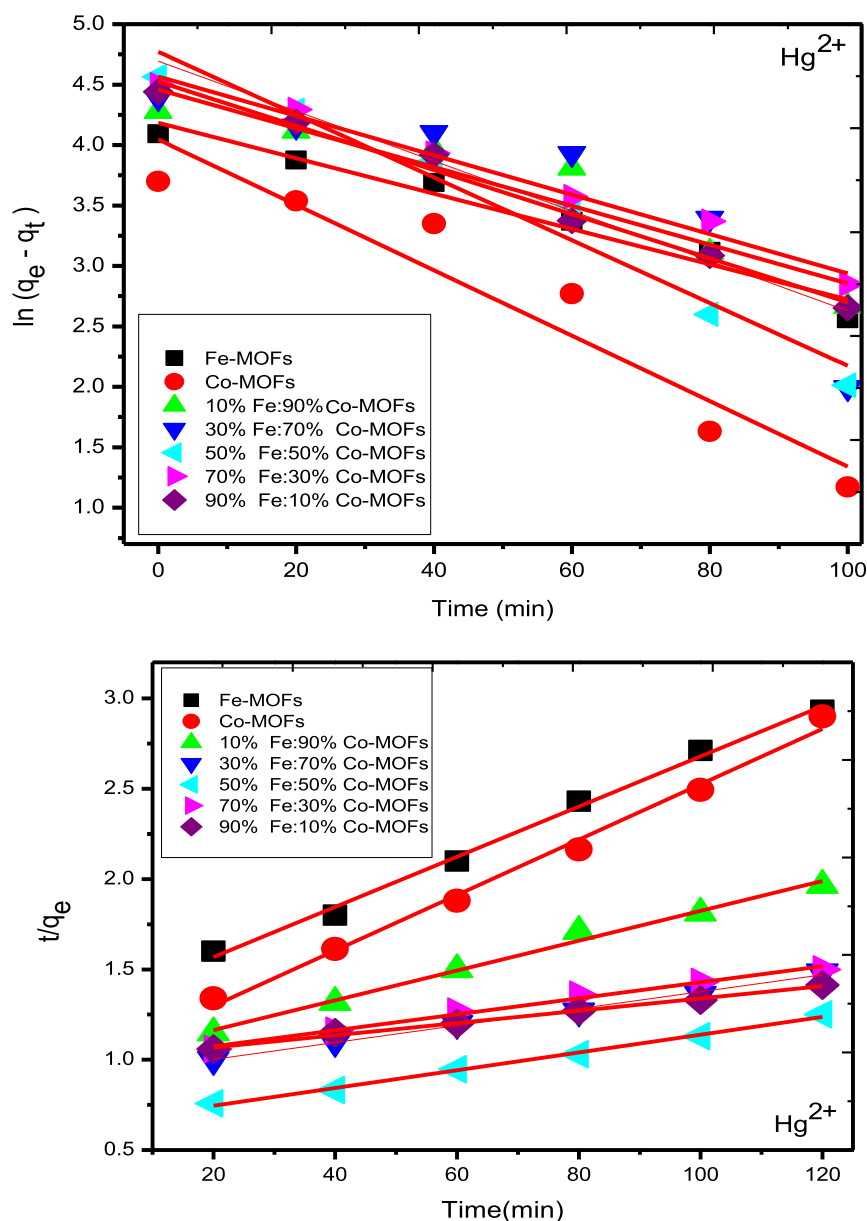 Hg2+
5.0
4.5
4.0
3.5
3.0
2.5
2.0
1.5
1.0
ln (qe - qt)
Fe-MOFs
Co-MOFs
10% Fe:90%Co-MOFs
30% Fe:70% Co-MOFs
50% Fe:50% Co-MOFs
70% Fe:30% Co-MOFs
90% Fe:10% Co-MOFs
0 20 40 60 80 100
Time (min)
3.0
2.5
2.0
1.5
1.0
0.5
t/qe
Fe-MOFs
Co-MOFs
10% Fe:90% Co-MOFs
30% Fe:70% Co-MOFs
50% Fe:50% Co-MOFs
70% Fe:30% Co-MOFs
90% Fe:10% Co-MOFs
Hg2+
20 40 60 80 100 120
Time(min)